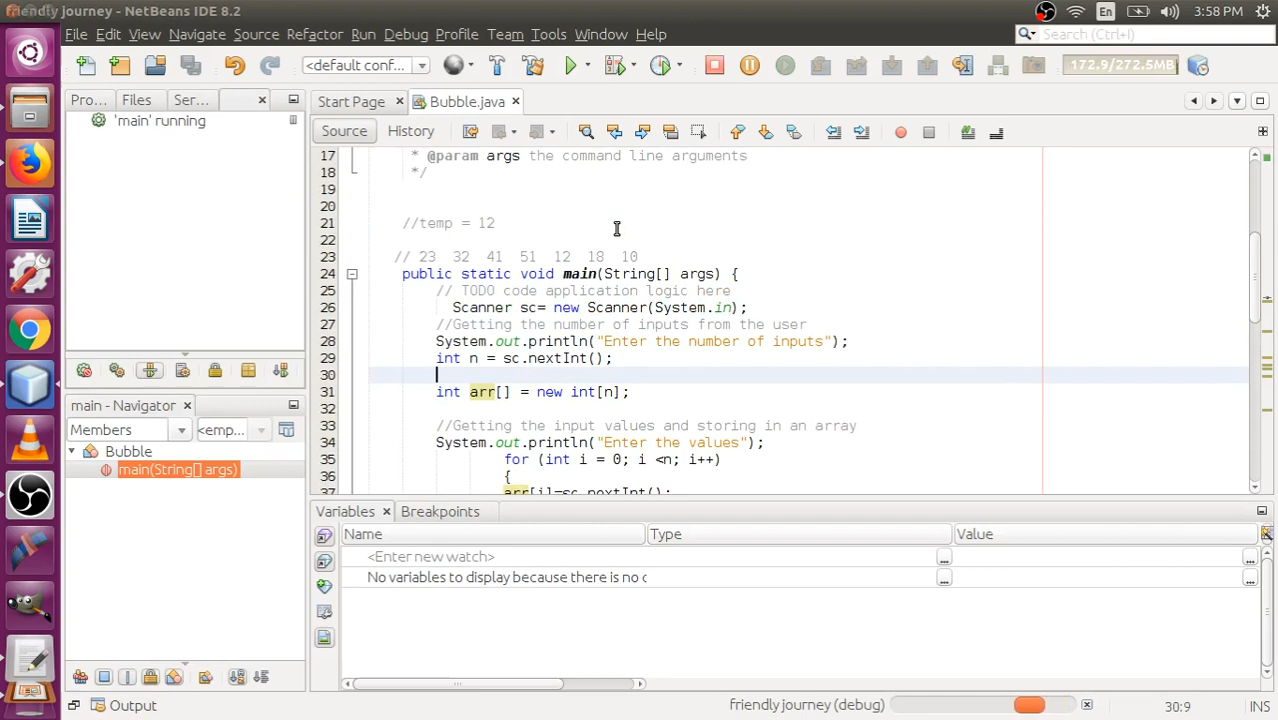 friendly journey - NetBeans IDE 8.2
En
3:58 PM
File Edit View Navigate Source Refactor Run Debug Profile Team Tools Window Help
Search (Ctrl+I)
<default conf...
172.9/272.5MB
Pro... Files Ser...
Start Page Bubble.java
'main' running
Source History
17 * @param args the command line arguments
18 */
19
20
21 //temp = 12
22
23 // 23 32 41 51 12 18 10
24 public static void main(String[] args) {
25 // TODO code application logic here
26 Scanner sc= new Scanner(System.in);
27 //Getting the number of inputs from the user
28 System.out.println("Enter the number of inputs");
29 int n = sc.nextInt();
30
31 int arr[] = new int[n];
32
33 //Getting the input values and storing in an array
34 System.out.println("Enter the values");
35 for (int i = 0; i <n; i++)
36 {
37 arr[i]=sc.nextInt();
main - Navigator
Members <emp...
Bubble
main(String[] args)
Variables Breakpoints
Name Type Value
<Enter new watch>
No variables to display because there is no c
Output
friendly journey (debug)
30:9
INS